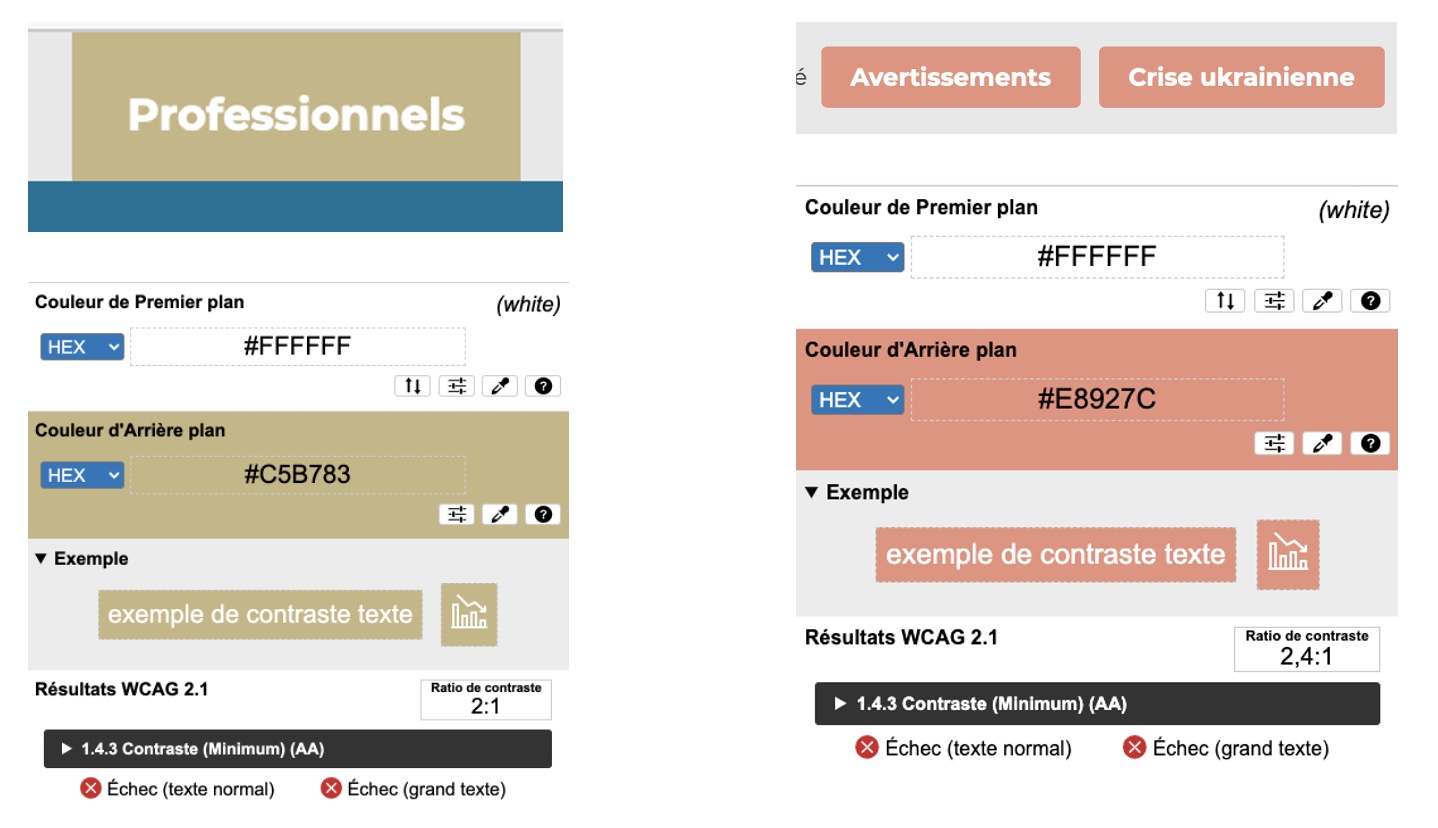 Professionnels
Couleur de Premier plan
(white)
HEX
#FFFFFF
Couleur d'Arrière plan
HEX
#C5B783
▼ Exemple
exemple de contraste texte
Résultats WCAG 2.1
Ratio de contraste
2:1
▶ 1.4.3 Contraste (Minimum) (AA)
Échec (texte normal)
Échec (grand texte)
é
Avertissements
Crise ukrainienne
Couleur de Premier plan
(white)
HEX
#FFFFFF
Couleur d'Arrière plan
HEX
#E8927C
▼ Exemple
exemple de contraste texte
Résultats WCAG 2.1
Ratio de contraste
2,4:1
▶ 1.4.3 Contraste (Minimum) (AA)
Échec (texte normal)
Échec (grand texte)